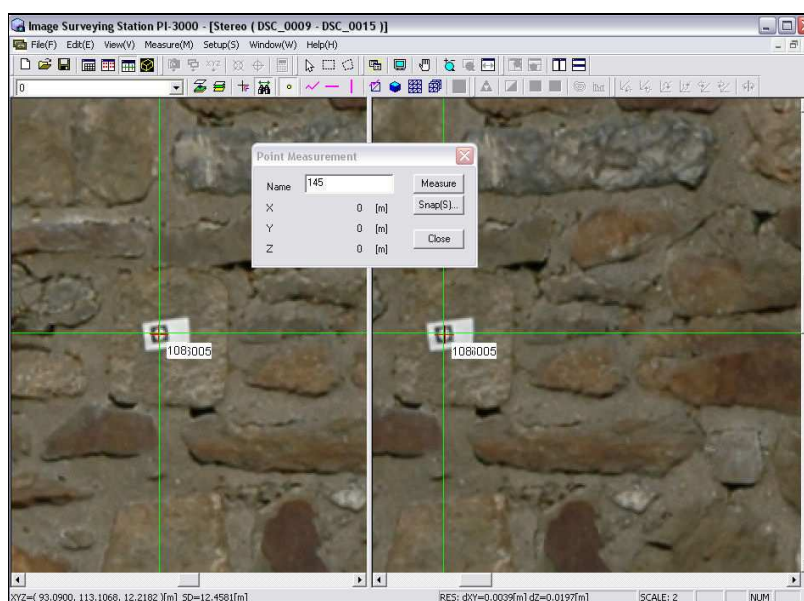 Image Surveying Station PI-3000 - [Stereo ( DSC_0009 - DSC_0015 )]
File(F) Edit(E) View(V) Measure(M) Setup(S) Window(W) Help(H)
0
Point Measurement
Name 145 Measure
X 0 [m] Snap(S)...
Y 0 [m]
Z 0 [m] Close
XYZ=( 93.0900, 113.1068, 12.2182 )[m] SD=12.4581[m] RES: dXY=0.0039[m] dZ=0.0197[m] SCALE: 2 NUM